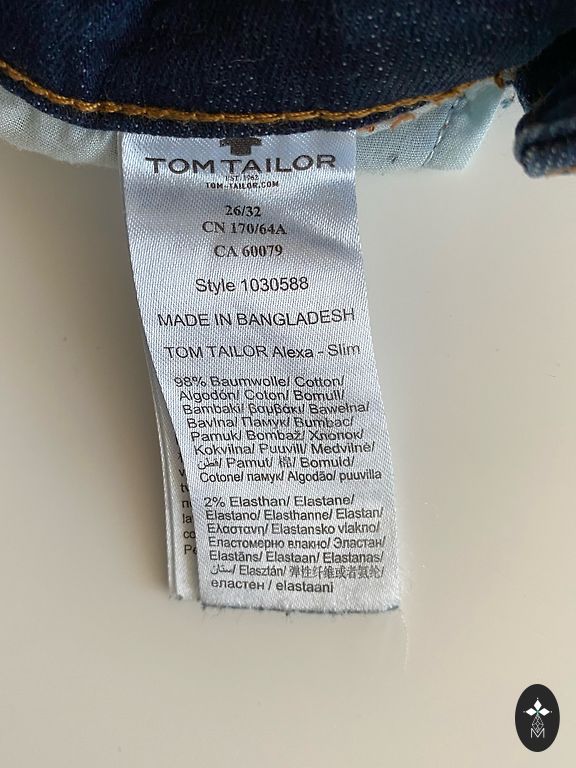 TOM TAILOR
EST. 1962
TOM-TAILOR.COM
26/32
CN 170/64A
CA 60079
Style 1030588
MADE IN BANGLADESH
TOM TAILOR Alexa - Slim
98% Baumwolle/ Cotton/
Algodón/ Coton/ Bomull/
Bambaki/ Βαμβάκι/ Bawełna/
Bavlna/ Памук/ Bumbac/
Pamuk/ Bombaž/ Хлопок/
Kokvilna/ Puuvill/ Medvilnė/
قطن/ Pamut/ 棉/ Bomuld/
Cotone/ памук/ Algodão/ puuvilla
2% Elasthan/ Elastane/
Elastano/ Elasthanne/ Elastan/
Ελαστανη/ Elastansko vlakno/
Еластомерно влакно/ Эластан/
Elastāns/ Elastaan/ Elastanas/
Elasztán/ 弹性纤维或者氨纶/
еластен / elastaani